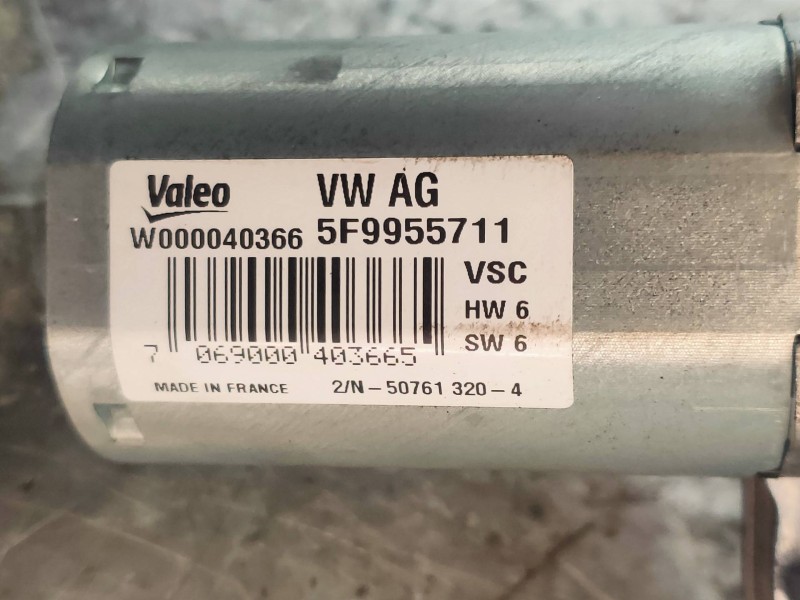 Valeo VW AG
W000040366 5F9955711
VSC
HW 6
SW 6
7 069000 403665
MADE IN FRANCE 2/N-50761 320-4